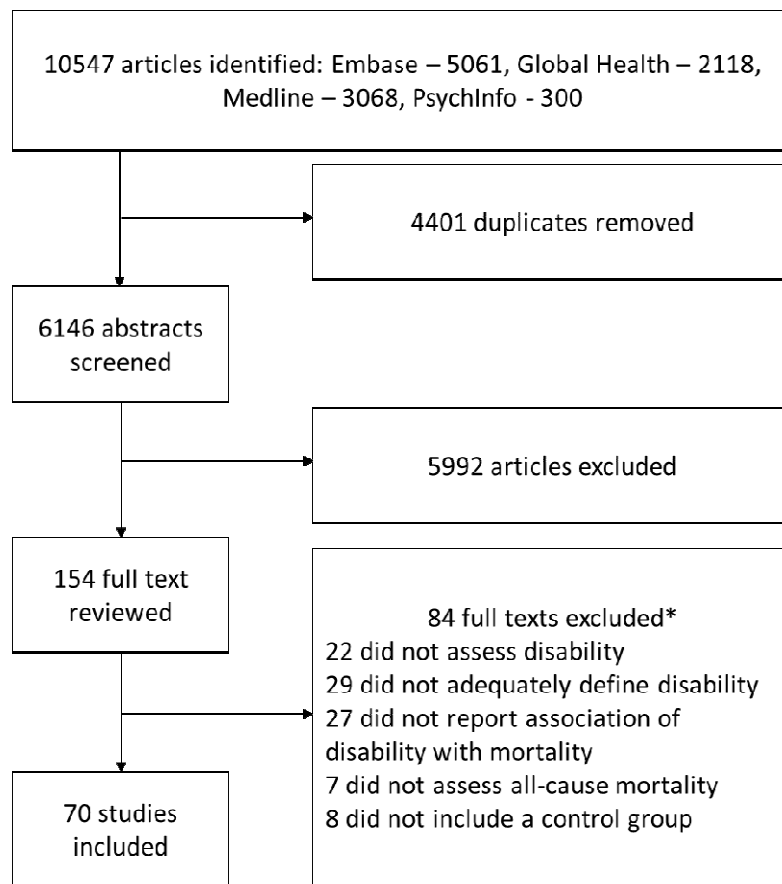 10547 articles identified: Embase – 5061, Global Health – 2118,
Medline – 3068, PsychInfo - 300
4401 duplicates removed
6146 abstracts
screened
5992 articles excluded
154 full text
reviewed
84 full texts excluded*
22 did not assess disability
29 did not adequately define disability
27 did not report association of
disability with mortality
7 did not assess all-cause mortality
8 did not include a control group
70 studies
included